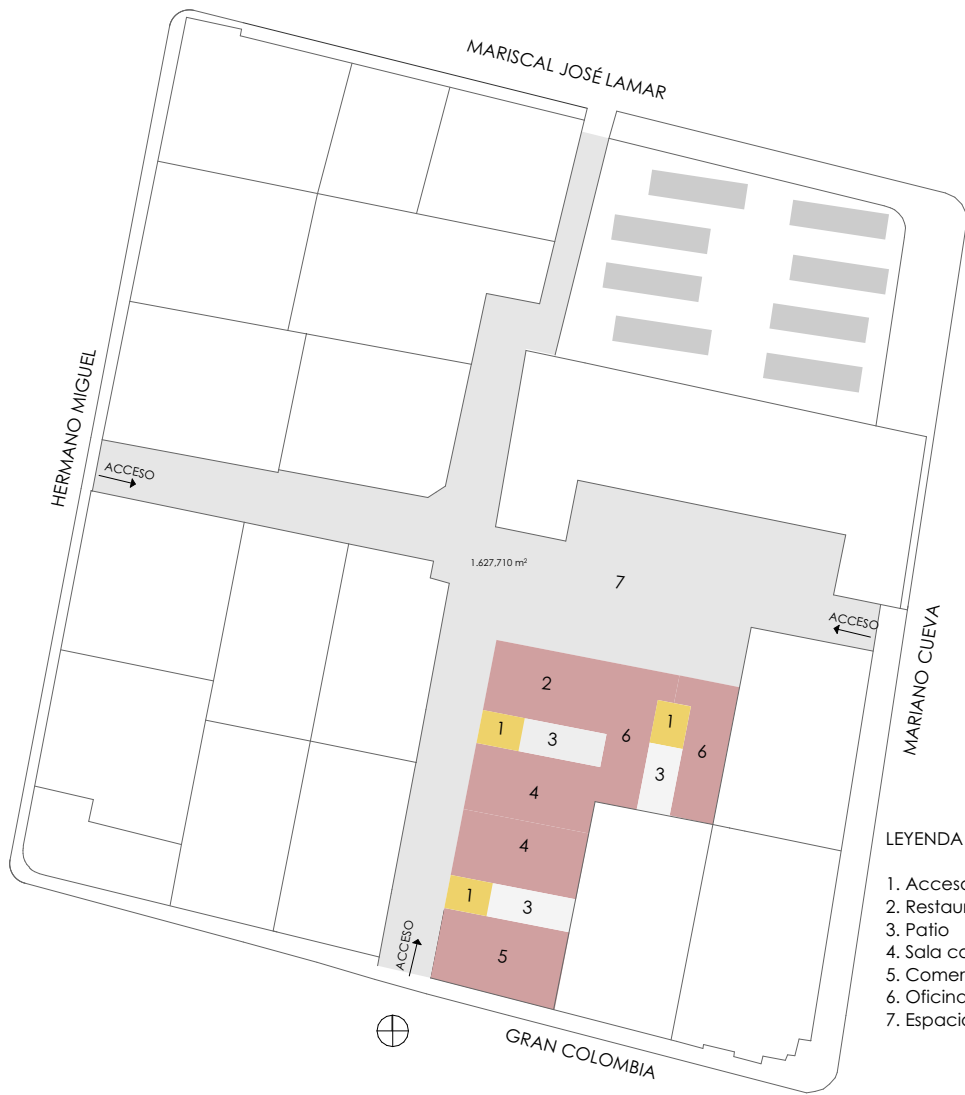 MARISCAL JOSÉ LAMAR
HERMANO MIGUEL
ACCESO
1.627,710 m²
7
ACCESO
MARIANO CUEVA
2
1
3
6
1
6
3
4
4
1
3
5
ACCESO
GRAN COLOMBIA
LEYENDA
1. Acceso
2. Restau
3. Patio
4. Sala
5. Comer
6. Oficina
7. Espacio